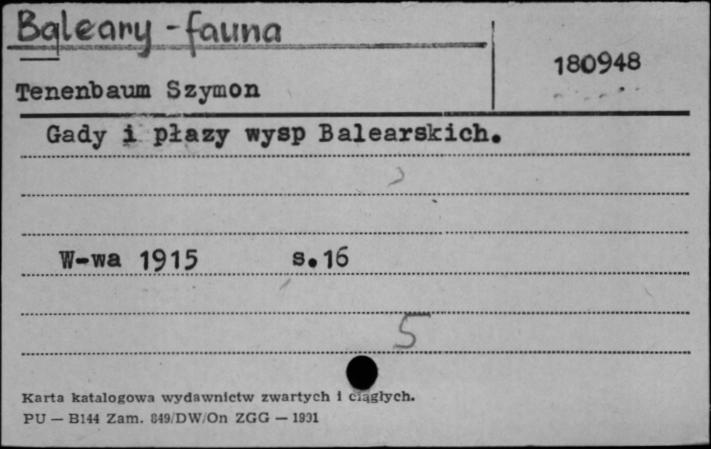 Baleary - fauna
180948
Tenenbaum Szymon
Gady i płazy wysp Balearskich.
W-wa 1915 s.16
5
Karta katalogowa wydawnictw zwartych i ciągłych.
PU — B144 Zam. 849/DW/On ZGG — 1931